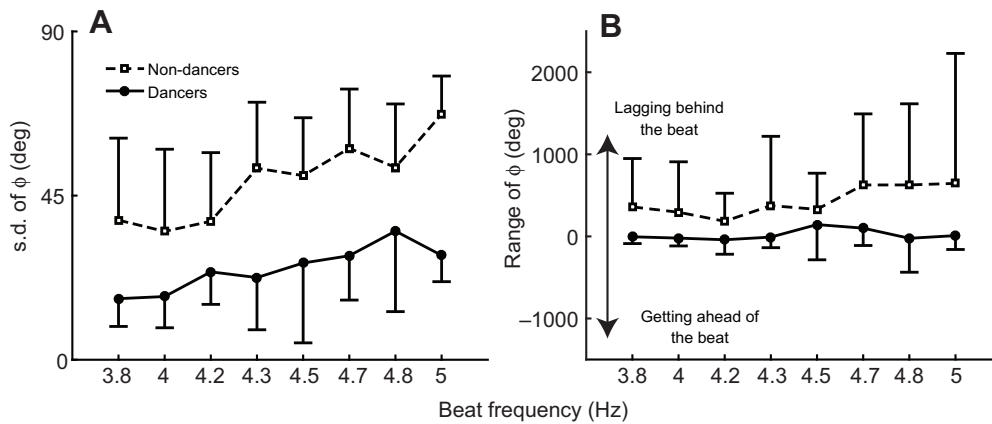 A
90
45
0
s.d. of ϕ (deg)
Non-dancers
Dancers
3.8 4 4.2 4.3 4.5 4.7 4.8 5
B
2000
1000
0
–1000
Range of ϕ (deg)
Lagging behind
the beat
Getting ahead of
the beat
3.8 4 4.2 4.3 4.5 4.7 4.8 5
Beat frequency (Hz)